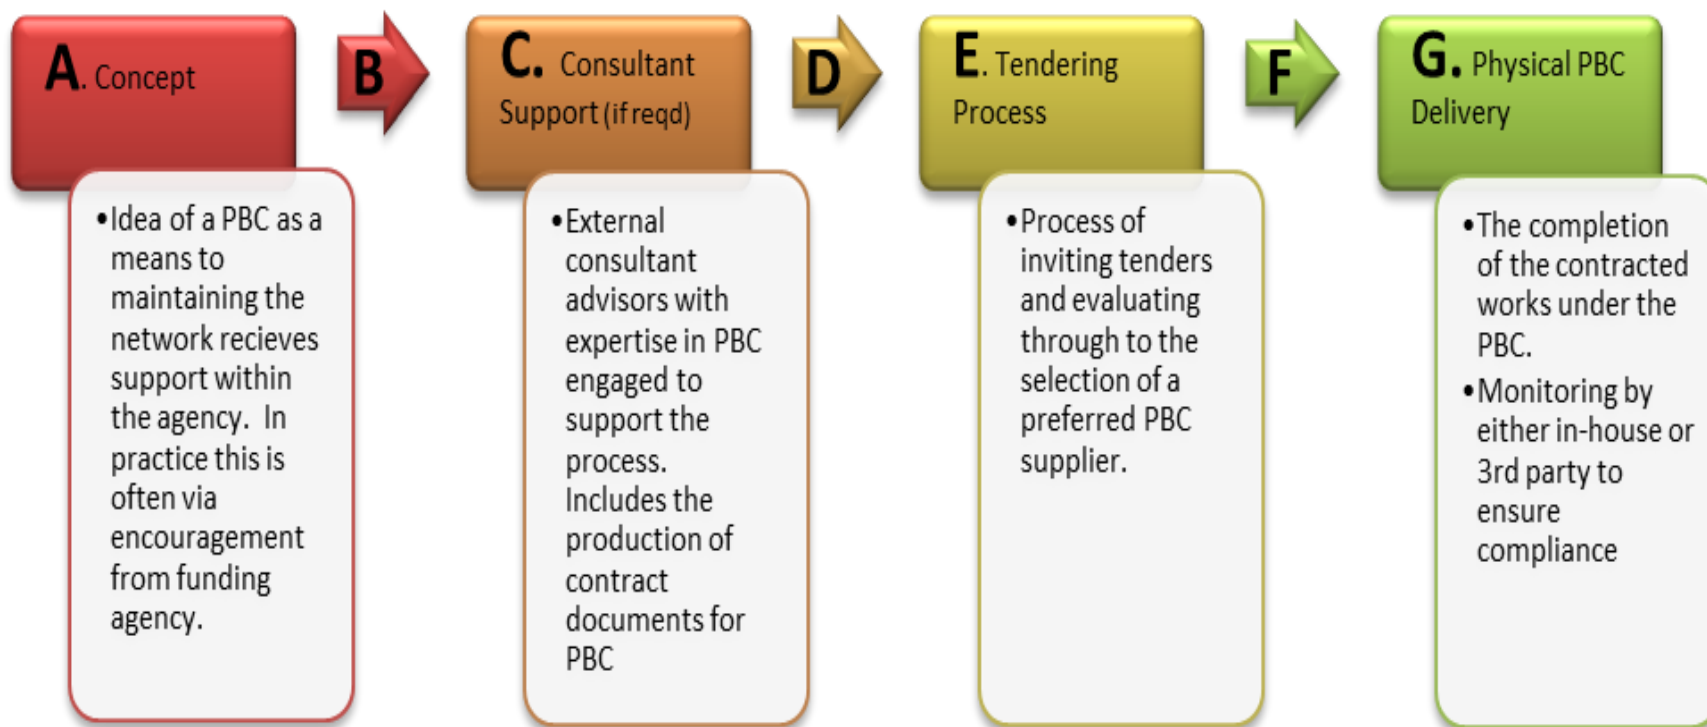 A. Concept
B
C. Consultant
Support (if reqd)
D
E. Tendering
Process
F
G. Physical PBC
Delivery
•Idea of a PBC as a
means to
maintaining the
network recieves
support within
the agency. In
practice this is
often via
encouragement
from funding
agency.
•External
consultant
advisors with
expertise in PBC
engaged to
support the
process.
Includes the
production of
contract
documents for
PBC
•Process of
inviting tenders
and evaluating
through to the
selection of a
preferred PBC
supplier.
•The completion
of the contracted
works under the
PBC.
•Monitoring by
either in-house or
3rd party to
ensure
compliance